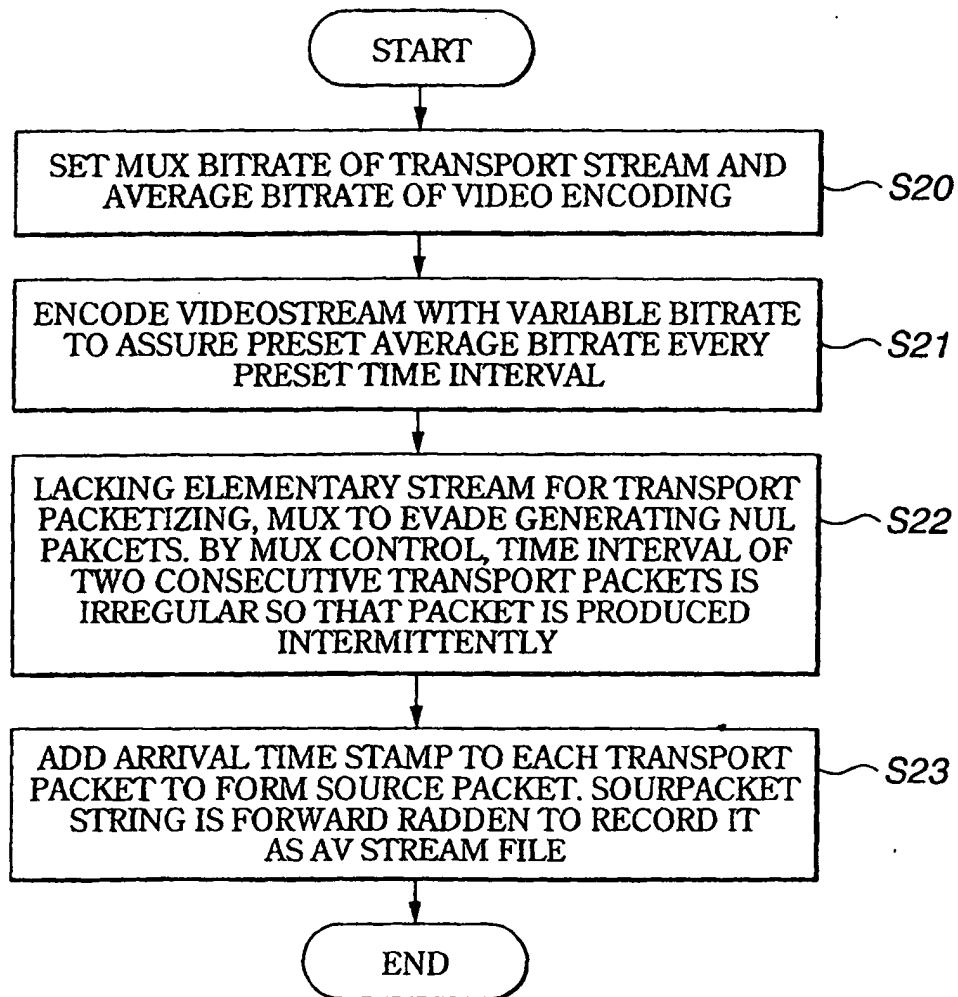 START
SET MUX BITRATE OF TRANSPORT STREAM AND
AVERAGE BITRATE OF VIDEO ENCODING
S20
ENCODE VIDEOSTREAM WITH VARIABLE BITRATE
TO ASSURE PRESET AVERAGE BITRATE EVERY
PRESET TIME INTERVAL
S21
LACKING ELEMENTARY STREAM FOR TRANSPORT
PACKETIZING, MUX TO EVADE GENERATING NUL
PAKCETS. BY MUX CONTROL, TIME INTERVAL OF
TWO CONSECUTIVE TRANSPORT PACKETS IS
IRREGULAR SO THAT PACKET IS PRODUCED
INTERMITTENTLY
S22
ADD ARRIVAL TIME STAMP TO EACH TRANSPORT
PACKET TO FORM SOURCE PACKET. SOURPACKET
STRING IS FORWARD RADDEN TO RECORD IT
AS AV STREAM FILE
S23
END